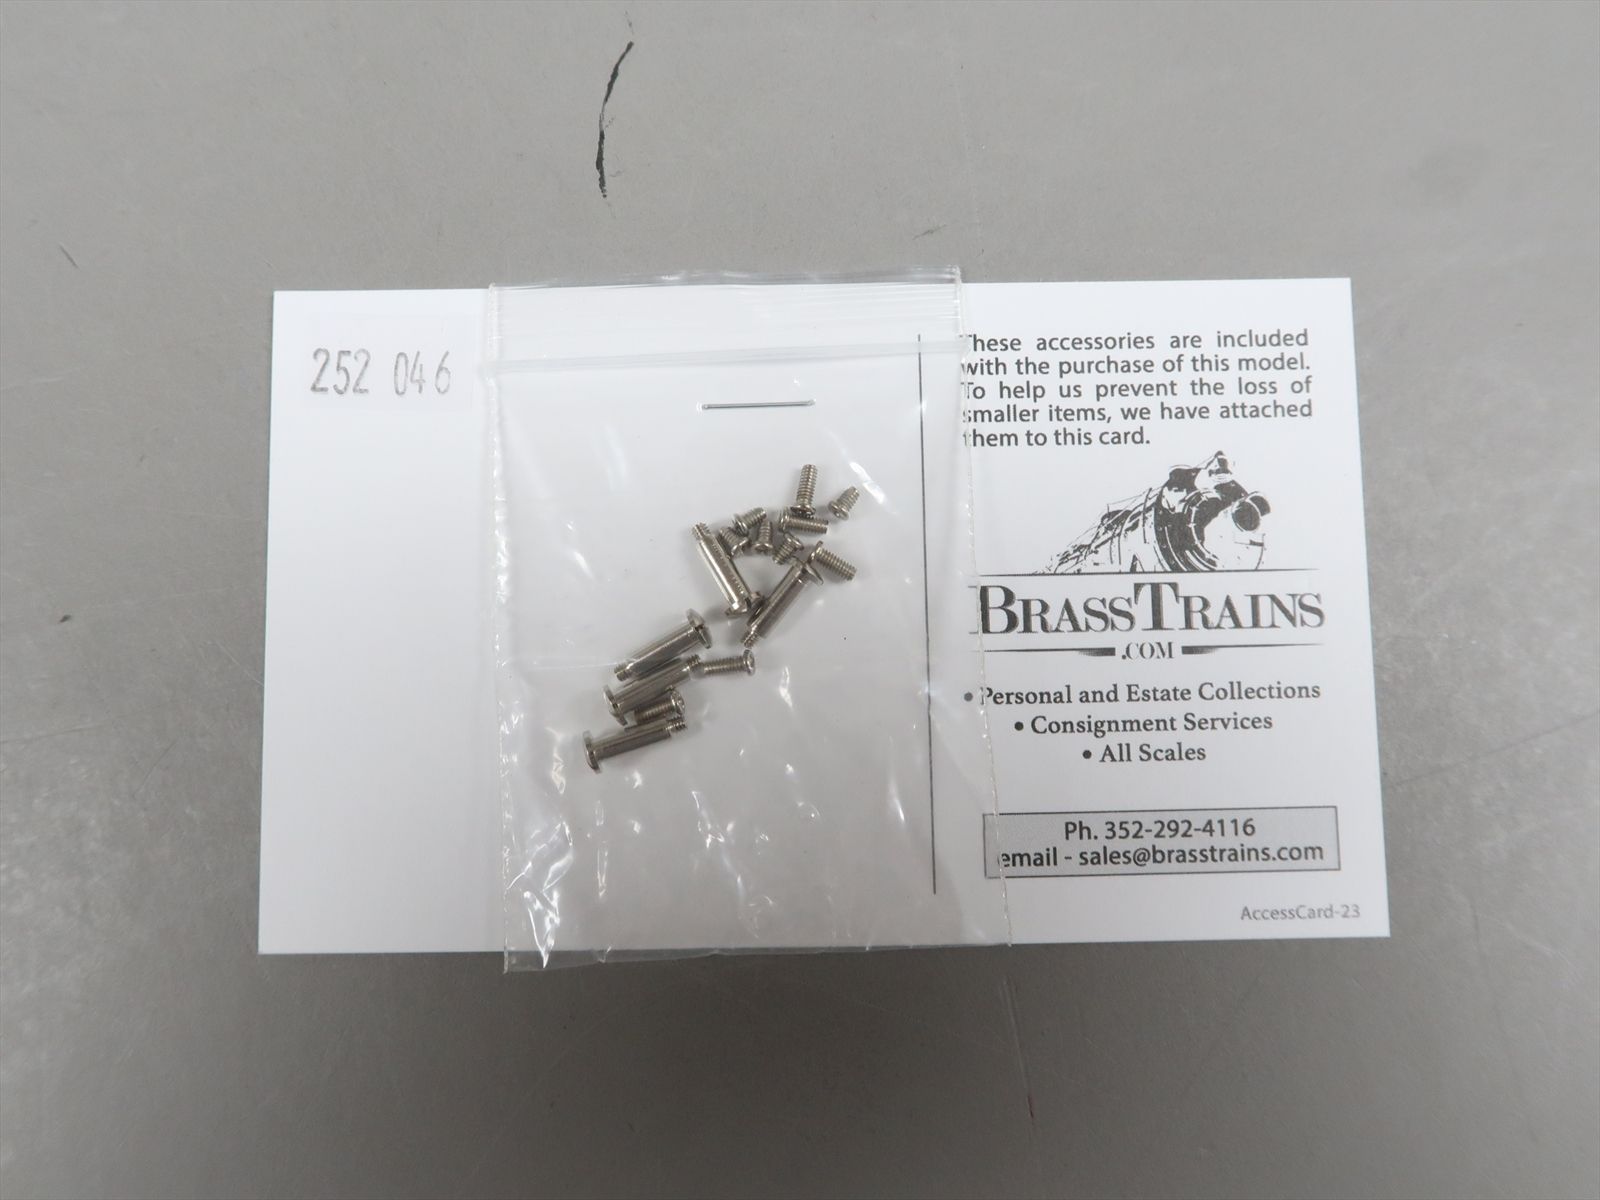 252 046
These accessories are included
with the purchase of this model.
To help us prevent the loss of
smaller items, we have attached
them to this card.
BRASSTRAINS
.COM
• Personal and Estate Collections
• Consignment Services
• All Scales
Ph. 352-292-4116
email - sales@brasstrains.com
AccessCard-23